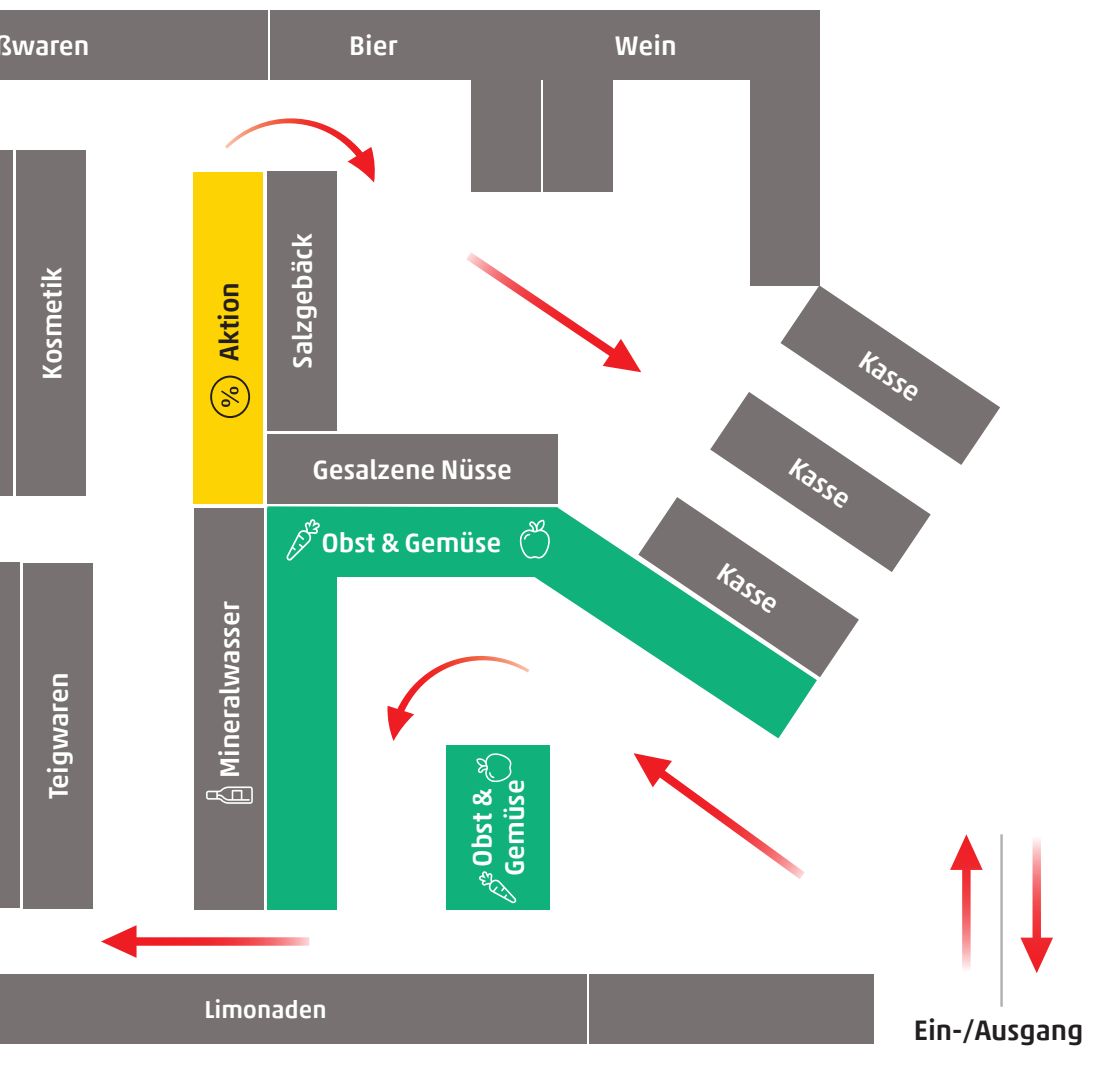 ßwaren
Bier
Wein
Kosmetik
% Aktion
Salzgebäck
Kasse
Gesalzene Nüsse
Kasse
Obst & Gemüse
Kasse
Teigwaren
Mineralwasser
Obst &
Gemüse
Limonaden
Ein-/Ausgang